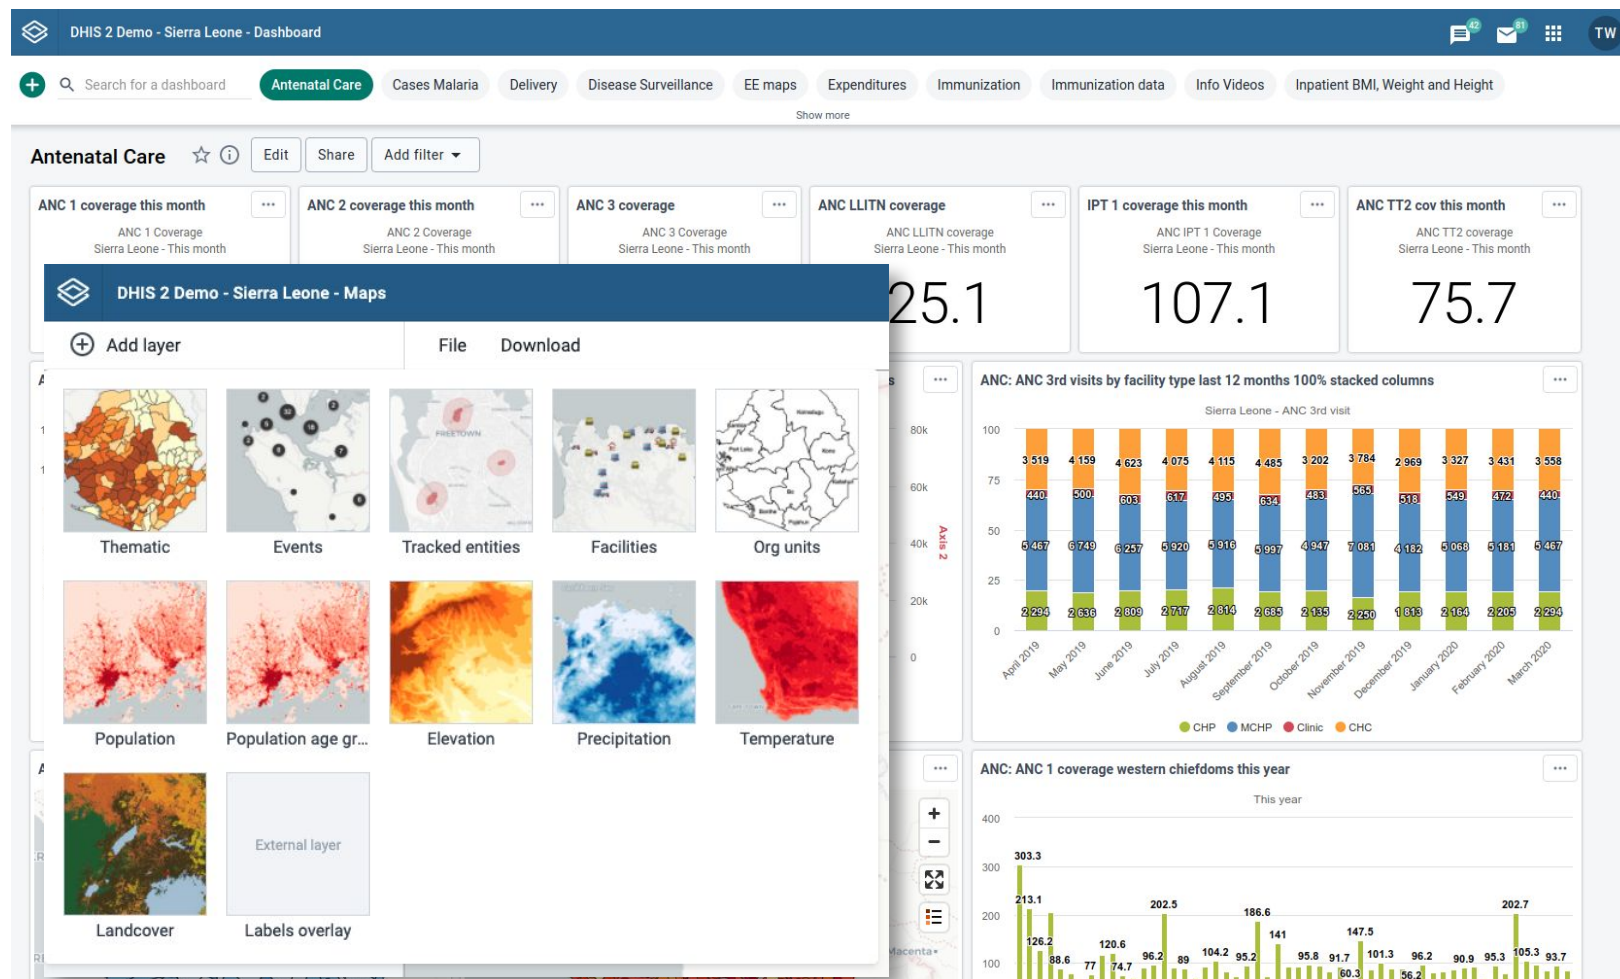 DHIS 2 Demo - Sierra Leone - Dashboard
42
81
TW
Search for a dashboard
Antenatal Care
Cases Malaria
Delivery
Disease Surveillance
EE maps
Expenditures
Immunization
Immunization data
Info Videos
Inpatient BMI, Weight and Height
Show more
Antenatal Care
Edit
Share
Add filter
ANC 1 coverage this month
ANC 1 Coverage
Sierra Leone - This month
ANC 2 coverage this month
ANC 2 Coverage
Sierra Leone - This month
ANC 3 coverage
ANC 3 Coverage
Sierra Leone - This month
ANC LLITN coverage
ANC LLITN coverage
Sierra Leone - This month
25.1
IPT 1 coverage this month
ANC IPT 1 Coverage
Sierra Leone - This month
107.1
ANC TT2 cov this month
ANC TT2 coverage
Sierra Leone - This month
75.7
DHIS 2 Demo - Sierra Leone - Maps
Add layer
File
Download
FREETOWN
Thematic
Events
Tracked entities
Facilities
Org units
Population
Population age gr...
Elevation
Precipitation
Temperature
Landcover
External layer
Labels overlay
80k
60k
40k
20k
0
Axis 2
ANC: ANC 3rd visits by facility type last 12 months 100% stacked columns
Sierra Leone - ANC 3rd visit
100
75
50
25
0
3 519 4 159 4 623 4 075 4 115 4 485 3 202 3 784 2 969 3 327 3 431 3 558
440 500 603 617 495 634 483 565 518 549 472 440
5 467 6 749 6 257 5 920 5 916 5 997 4 947 7 081 4 182 5 068 5 181 5 467
2 294 2 636 2 809 2 717 2 814 2 685 2 135 2 250 1 813 2 164 2 205 2 294
April 2019 May 2019 June 2019 July 2019 August 2019 September 2019 October 2019 November 2019 December 2019 January 2020 February 2020 March 2020
CHP MCHP Clinic CHC
Macenta
ANC: ANC 1 coverage western chiefdoms this year
This year
400
300
200
100
303.3
213.1
126.2
88.6
77
120.6
74.7
96.2
202.5
89
104.2
95.2
186.6
141
95.8
91.7
60.3
147.5
101.3
56.2
96.2
90.9
95.3
202.7
105.3
93.7